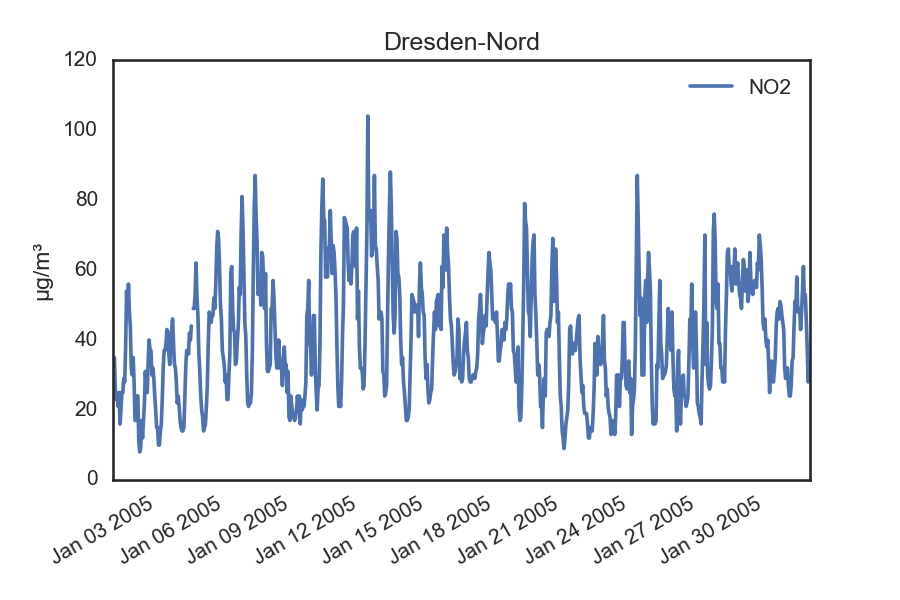 Dresden-Nord
NO2
µg/m³
120
100
80
60
40
20
0
Jan 03 2005
Jan 06 2005
Jan 09 2005
Jan 12 2005
Jan 15 2005
Jan 18 2005
Jan 21 2005
Jan 24 2005
Jan 27 2005
Jan 30 2005